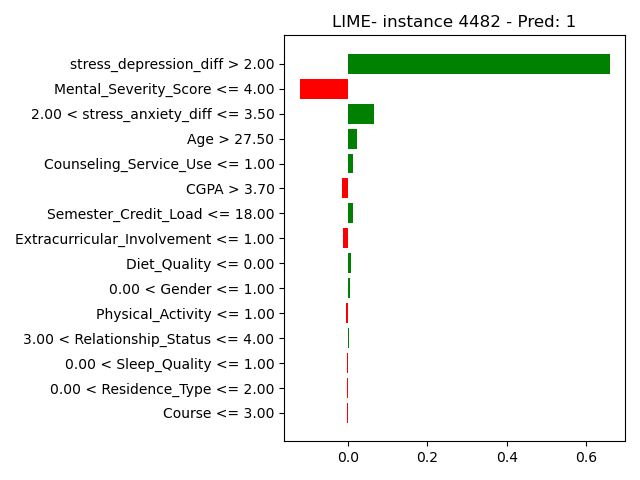 LIME- instance 4482 - Pred: 1
stress_depression_diff > 2.00
Mental_Severity_Score <= 4.00
2.00 < stress_anxiety_diff <= 3.50
Age > 27.50
Counseling_Service_Use <= 1.00
CGPA > 3.70
Semester_Credit_Load <= 18.00
Extracurricular_Involvement <= 1.00
Diet_Quality <= 0.00
0.00 < Gender <= 1.00
Physical_Activity <= 1.00
3.00 < Relationship_Status <= 4.00
0.00 < Sleep_Quality <= 1.00
0.00 < Residence_Type <= 2.00
Course <= 3.00
0.0 0.2 0.4 0.6